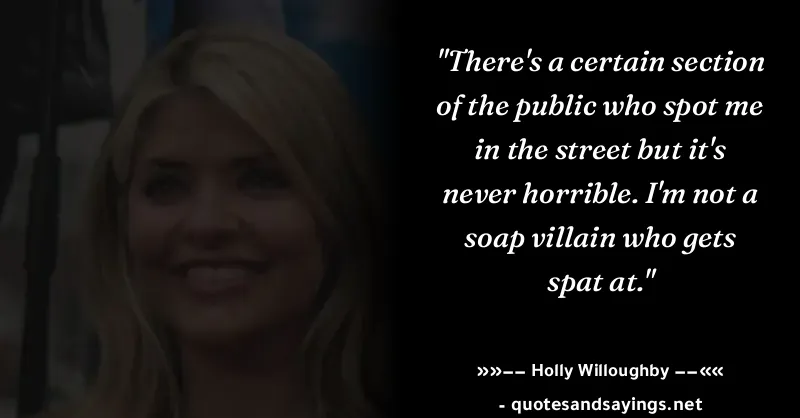 "There's a certain section
of the public who spot me
in the street but it's
never horrible. I'm not a
soap villain who gets
spat at."
»»–– Holly Willoughby ––««
- quotesandsayings.net